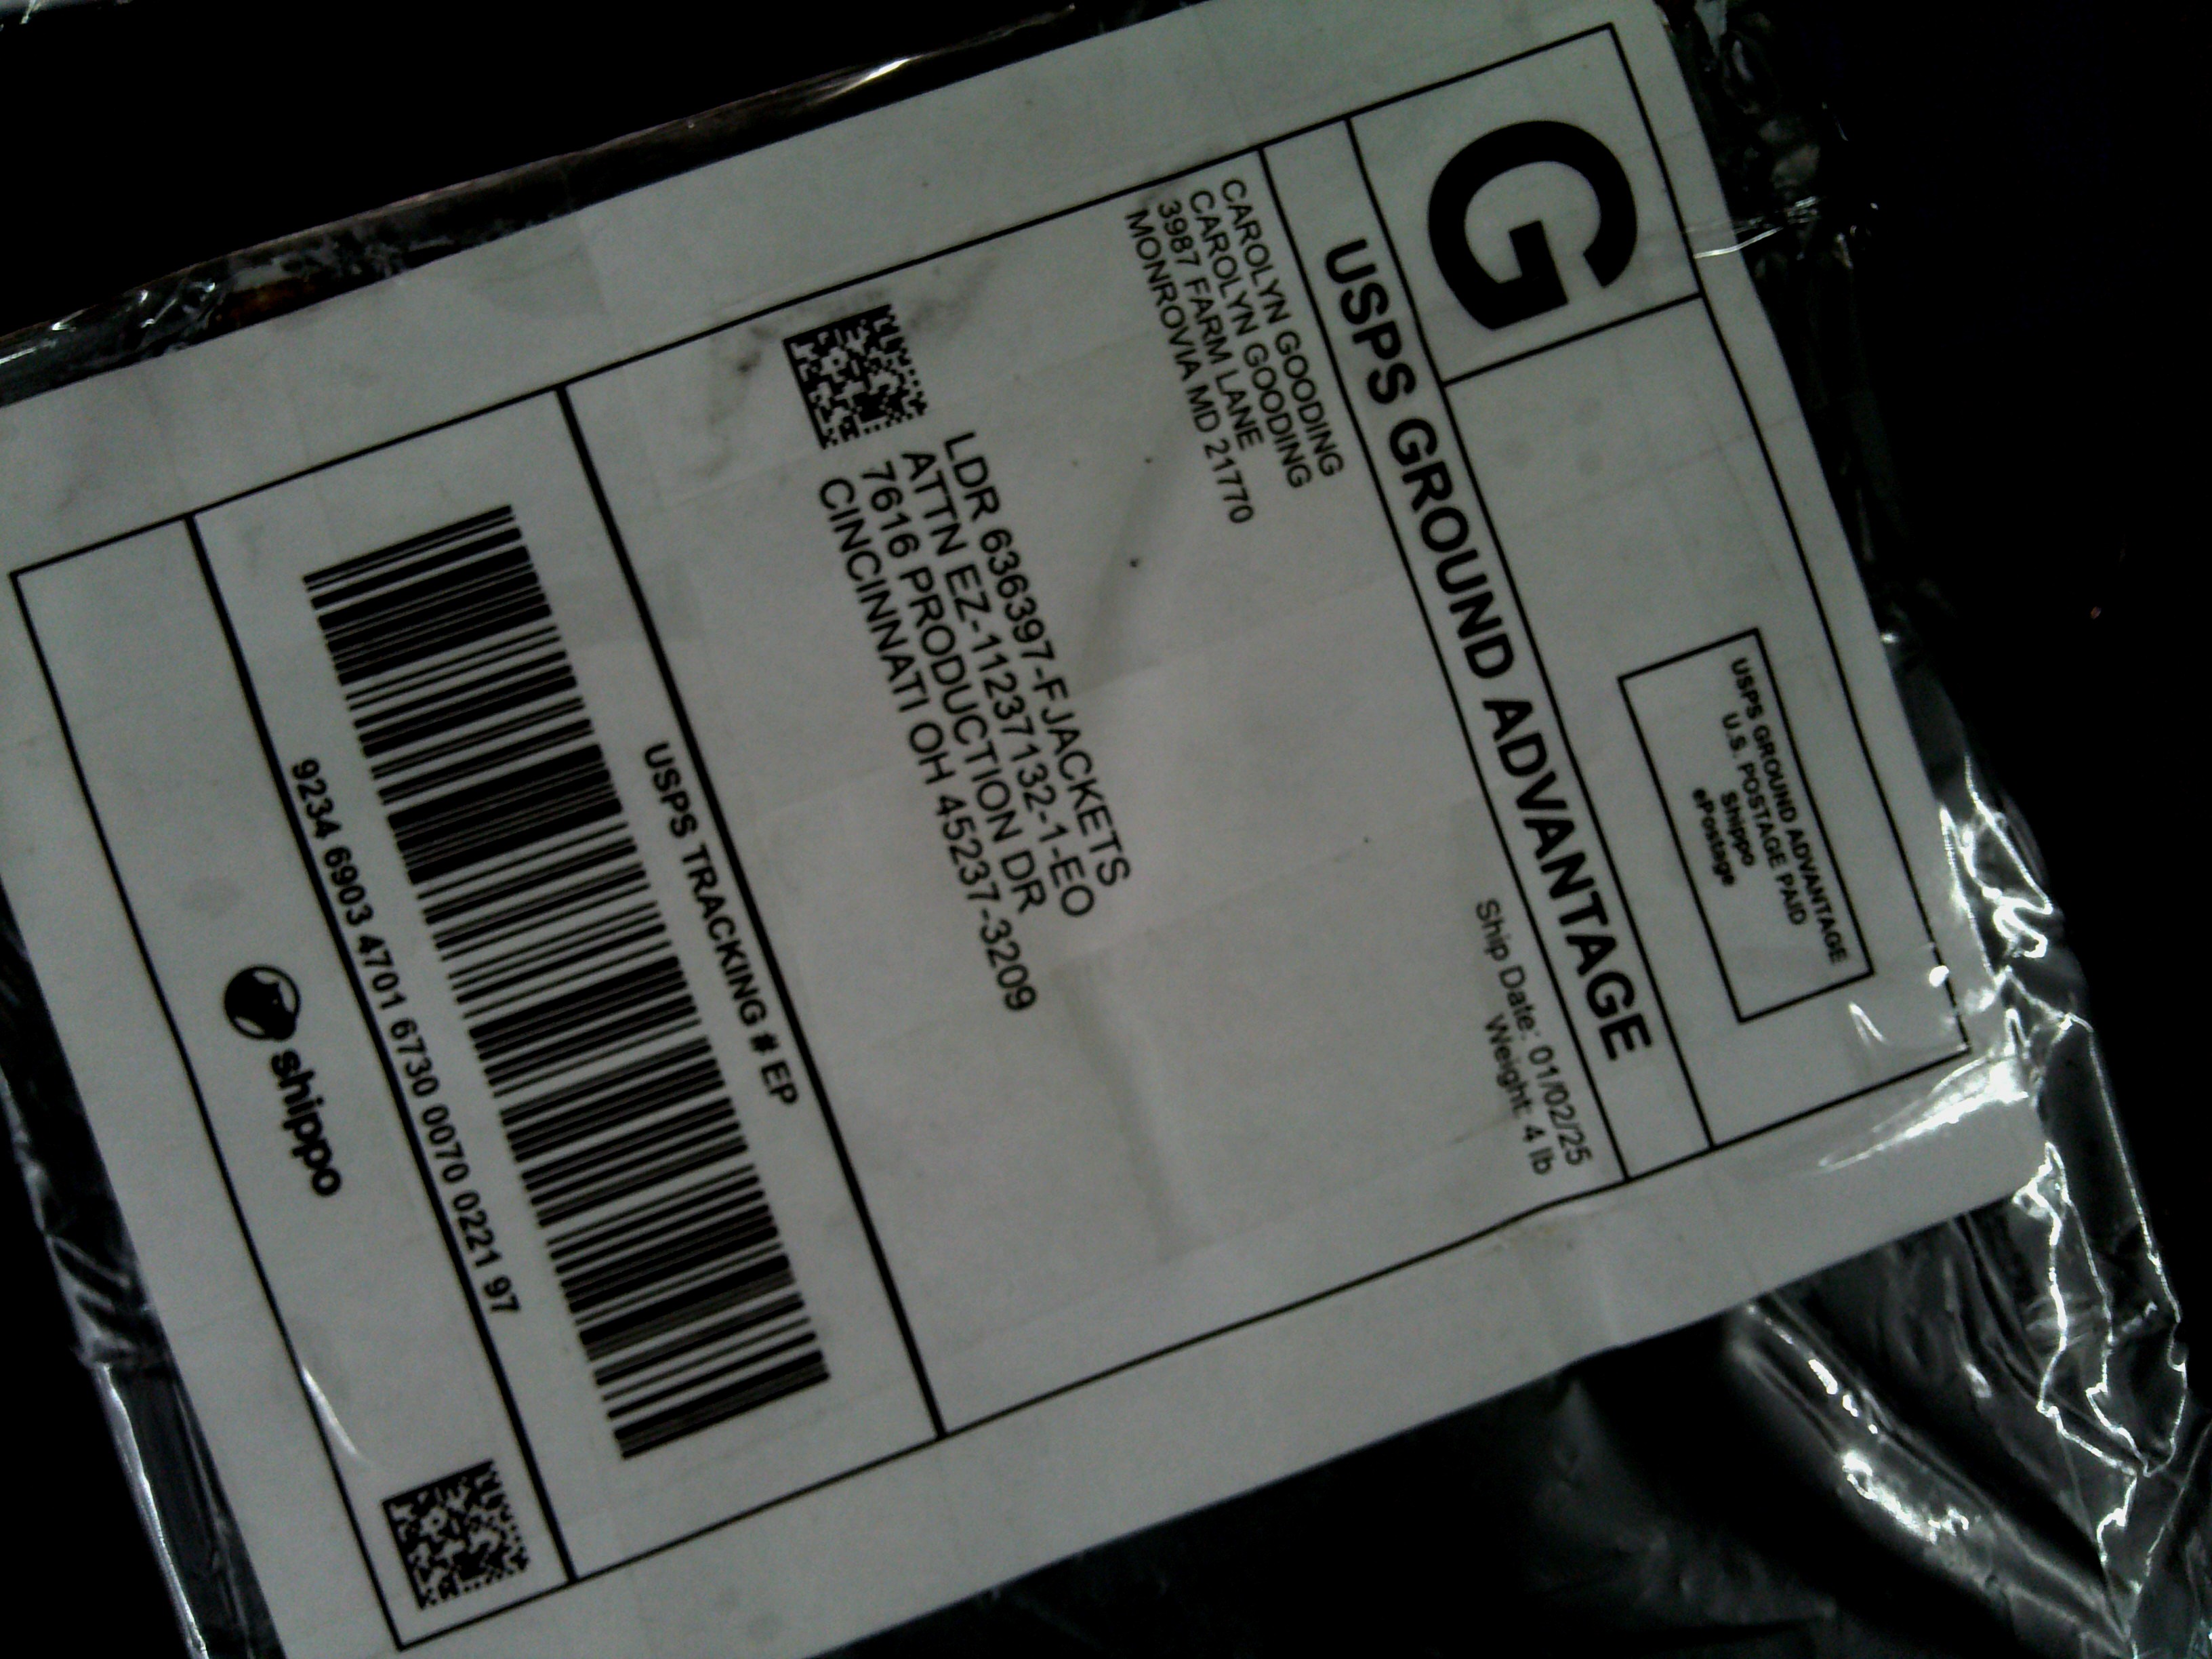 G
USPS GROUND ADVANTAGE
U.S. POSTAGE PAID
Shippo
ePostage
USPS GROUND ADVANTAGE
CAROLYN GOODING
CAROLYN GOODING
3987 FARM LANE
MONROVIA MD 21770
Ship Date: 01/02/25
Weight: 4 lb
LDR 636397-FJACKETS
ATTN EZ-11237132-1-EO
7616 PRODUCTION DR
CINCINNATI OH 45237-3209
USPS TRACKING # EP
9234 6903 4701 6730 0070 0221 97
shippo